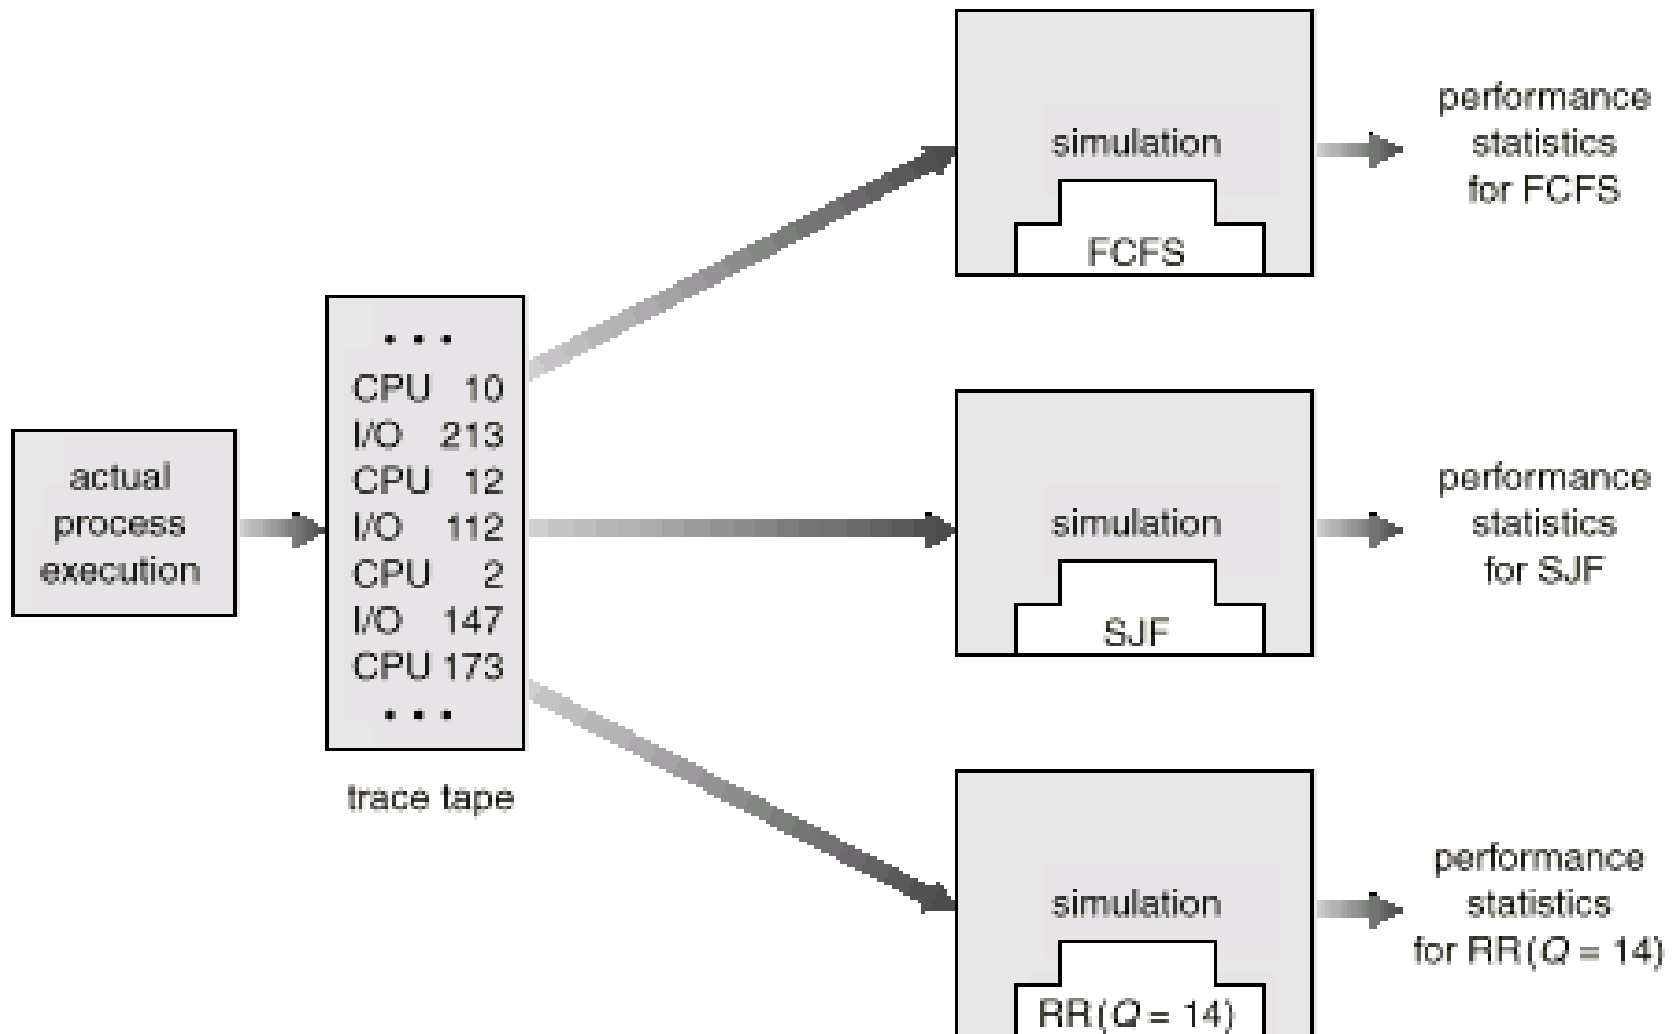 actual
process
execution
• • •
CPU 10
I/O 213
CPU 12
I/O 112
CPU 2
I/O 147
CPU 173
• • •
trace tape
simulation
FCFS
performance
statistics
for FCFS
simulation
SJF
performance
statistics
for SJF
simulation
RR(Q = 14)
performance
statistics
for RR(Q = 14)